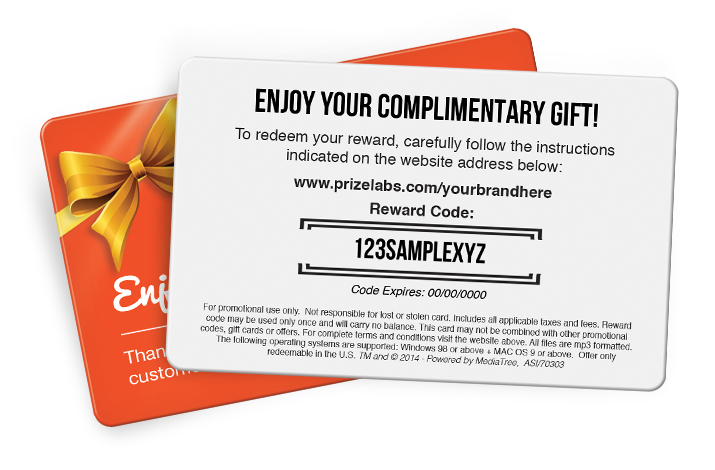 ENJOY YOUR COMPLIMENTARY GIFT!
To redeem your reward, carefully follow the instructions
indicated on the website address below:
www.prizelabs.com/yourbrandhere
Reward Code:
123SAMPLEXYZ
Code Expires: 00/00/0000
For promotional use only. Not responsible for lost or stolen card. Includes all applicable taxes and fees. Reward
code may be used only once and will carry no balance. This card may not be combined with other promotional
codes, gift cards or offers. For complete terms and conditions visit the website above. All files are mp3 formatted.
The following operating systems are supported: Windows 98 or above + MAC OS 9 or above. Offer only
redeemable in the U.S. TM and © 2014 - Powered by MediaTree, ASI/70303
Enj
Than
custom